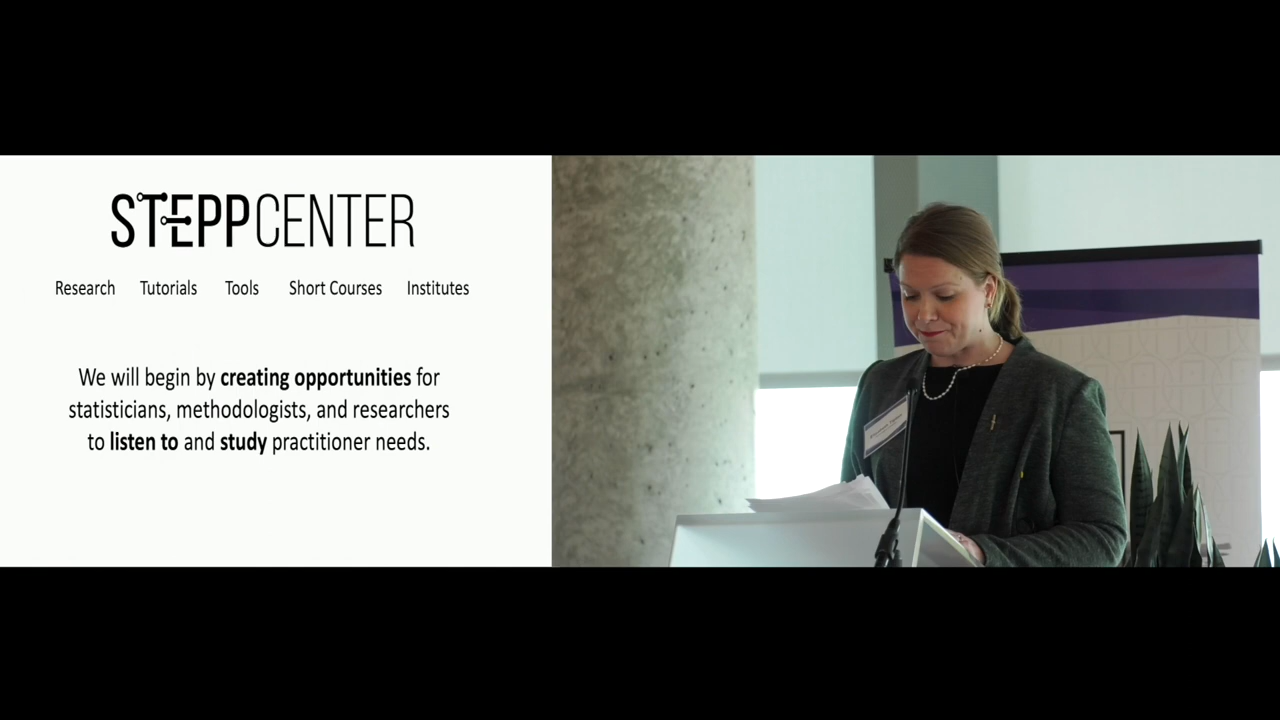 STEPPCENTER
Research Tutorials Tools Short Courses Institutes
We will begin by creating opportunities for
statisticians, methodologists, and researchers
to listen to and study practitioner needs.